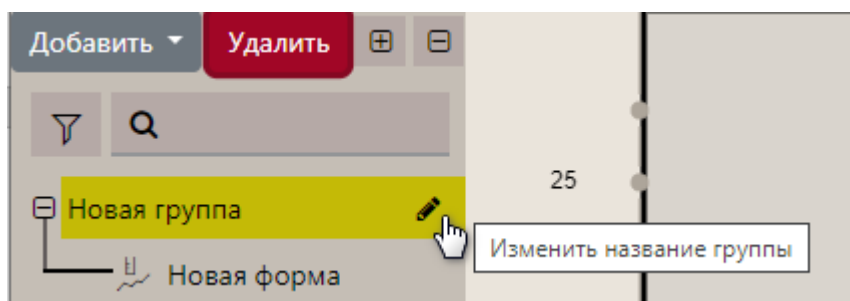 Добавить Удалить
Новая группа
25
Изменить название группы
Новая форма